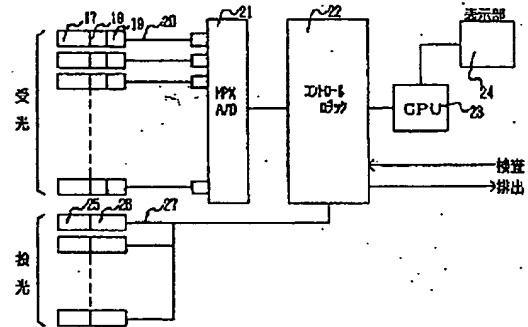 17 18 19 20
21
22
表示部
24
受光
MPX
A/D
コントロール
ロジック
GPU
23
検査
排出
25 26 27
投光